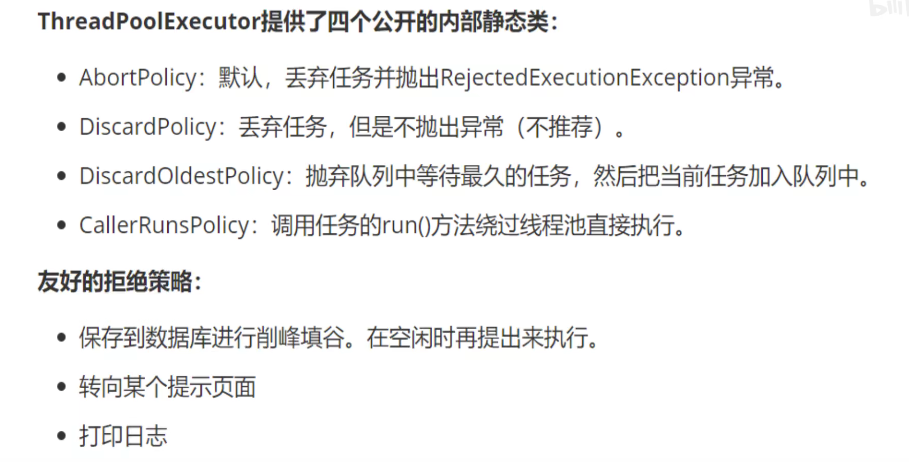 ThreadPoolExecutor提供了四个公开的内部静态类：
AbortPolicy：默认，丢弃任务并抛出RejectedExecutionException异常。
DiscardPolicy：丢弃任务，但是不抛出异常（不推荐）。
DiscardOldestPolicy：抛弃队列中等待最久的任务，然后把当前任务加入队列中。
CallerRunsPolicy：调用任务的run()方法绕过线程池直接执行。
友好的拒绝策略：
保存到数据库进行削峰填谷。在空闲时再提出来执行。
转向某个提示页面
打印日志